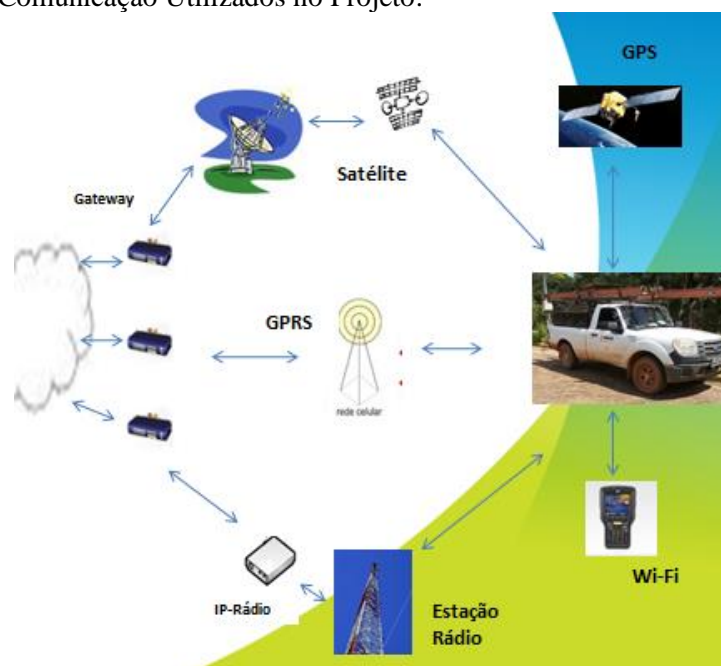 Comunicação Utilizados no Projeto:
GPS
Satélite
Gateway
GPRS
rede celular
Wi-Fi
IP-Rádio
Estação
Rádio